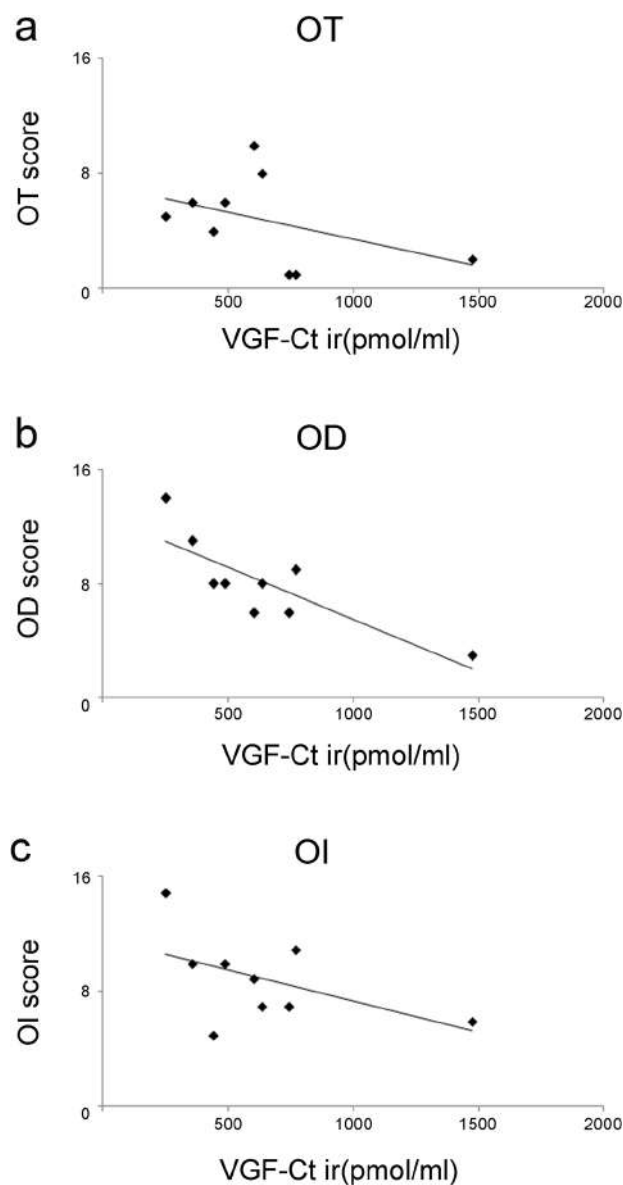 a
OT
16
8
0
OT score
500 1000 1500 2000
VGF-Ct ir(pmol/ml)
b
OD
16
8
0
OD score
500 1000 1500 2000
VGF-Ct ir(pmol/ml)
c
OI
16
8
0
OI score
500 1000 1500 2000
VGF-Ct ir(pmol/ml)